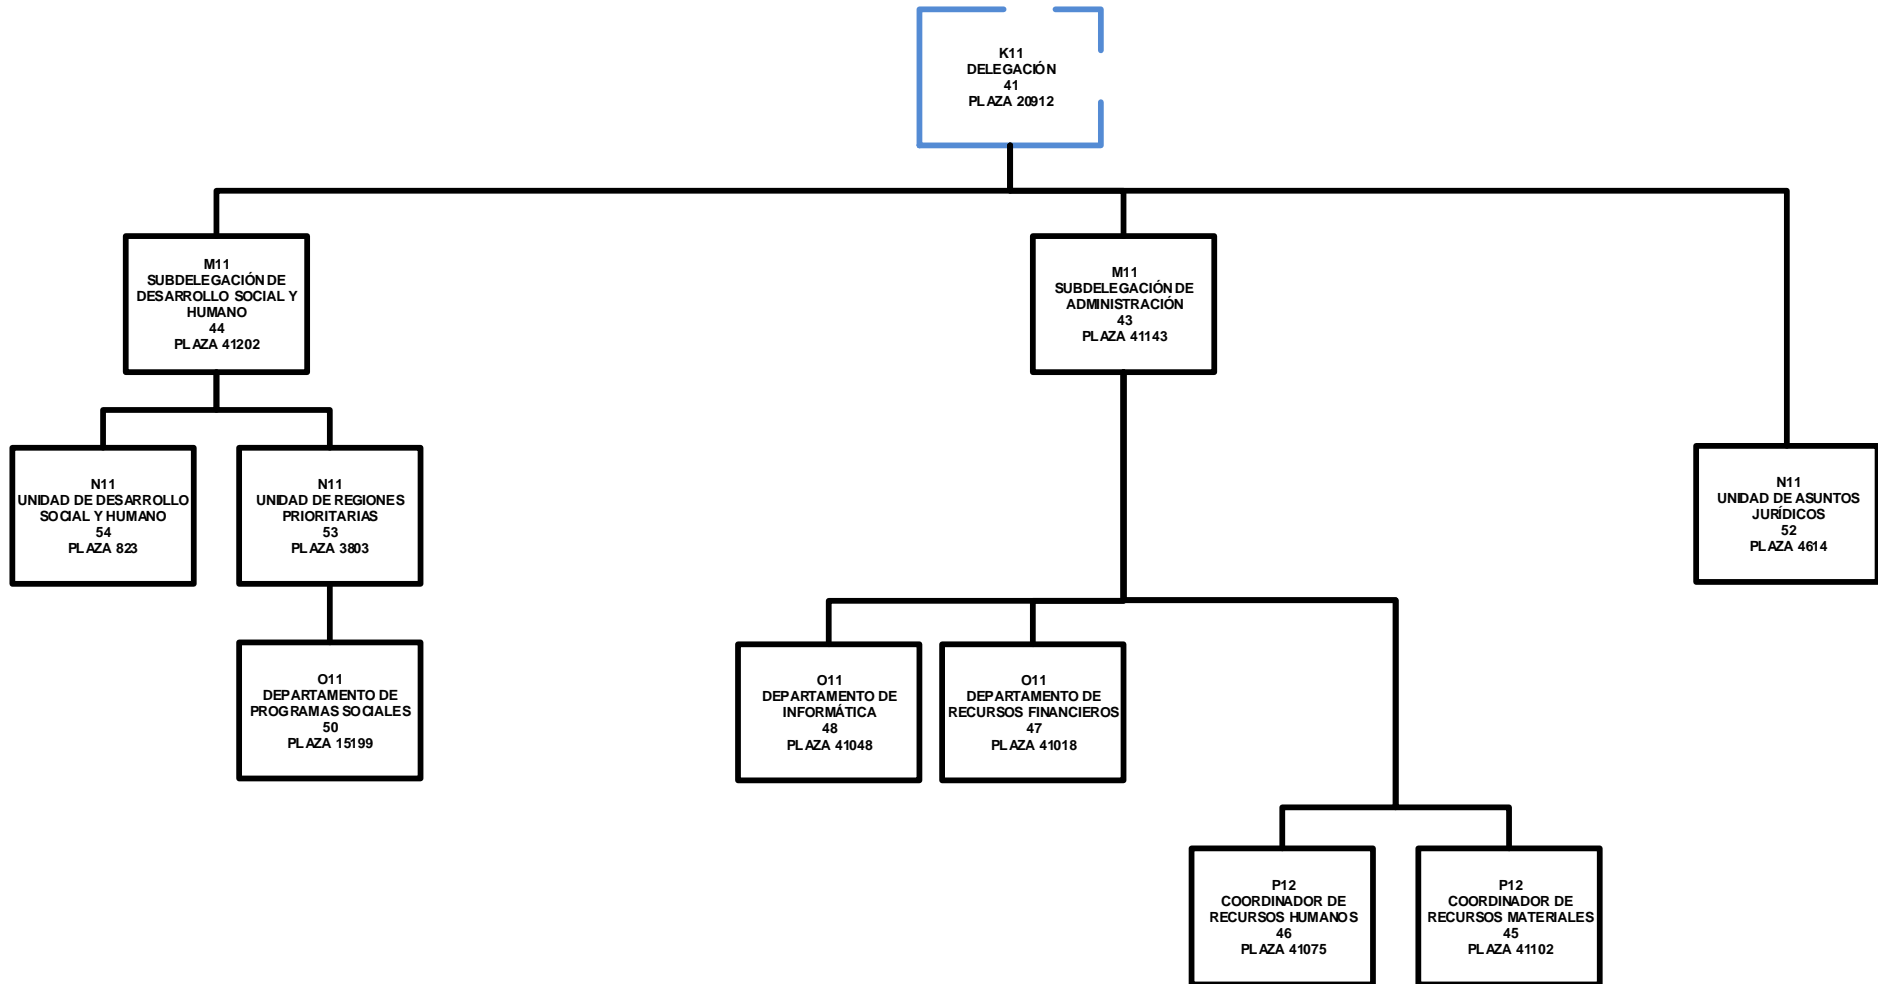 K11
DELEGACIÓN
41
PLAZA 20912
M11
SUBDELEGACIÓN DE
DESARROLLO SOCIAL Y
HUMANO
44
PLAZA 41202
M11
SUBDELEGACIÓN DE
ADMINISTRACIÓN
43
PLAZA 41143
N11
UNIDAD DE DESARROLLO
SOCIAL Y HUMANO
54
PLAZA 823
N11
UNIDAD DE REGIONES
PRIORITARIAS
53
PLAZA 3803
N11
UNIDAD DE ASUNTOS
JURÍDICOS
52
PLAZA 4614
O11
DEPARTAMENTO DE
PROGRAMAS SOCIALES
50
PLAZA 15199
O11
DEPARTAMENTO DE
INFORMÁTICA
48
PLAZA 41048
O11
DEPARTAMENTO DE
RECURSOS FINANCIEROS
47
PLAZA 41018
P12
COORDINADOR DE
RECURSOS HUMANOS
46
PLAZA 41075
P12
COORDINADOR DE
RECURSOS MATERIALES
45
PLAZA 41102